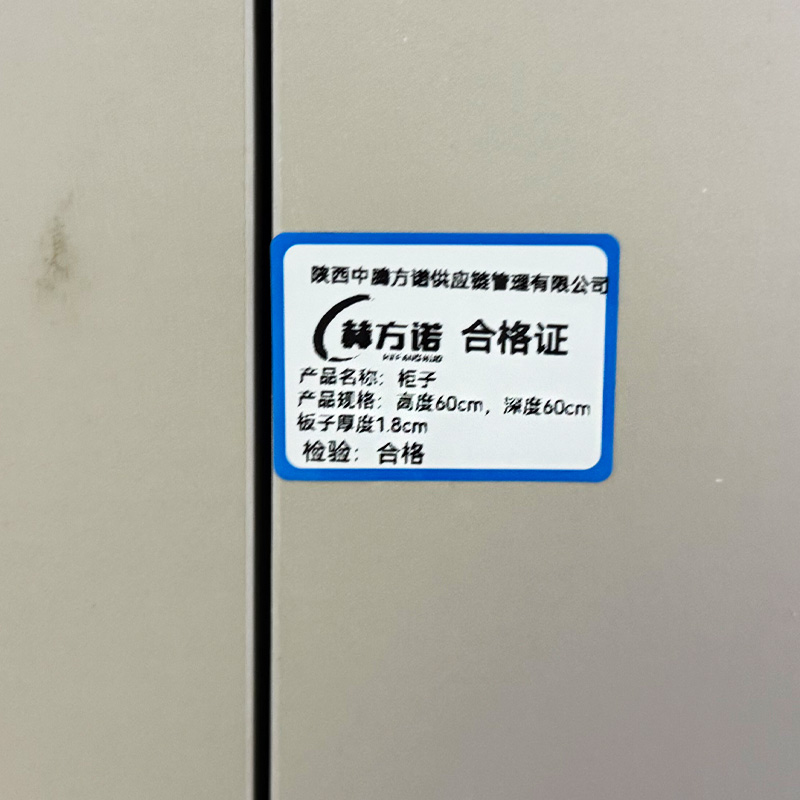 陕西中腾方诺供应链管理有限公司
赫方诺 合格证
HEFANGNUO
产品名称：柜子
产品规格：高度60cm，深度60cm
板子厚度1.8cm
检验：合格